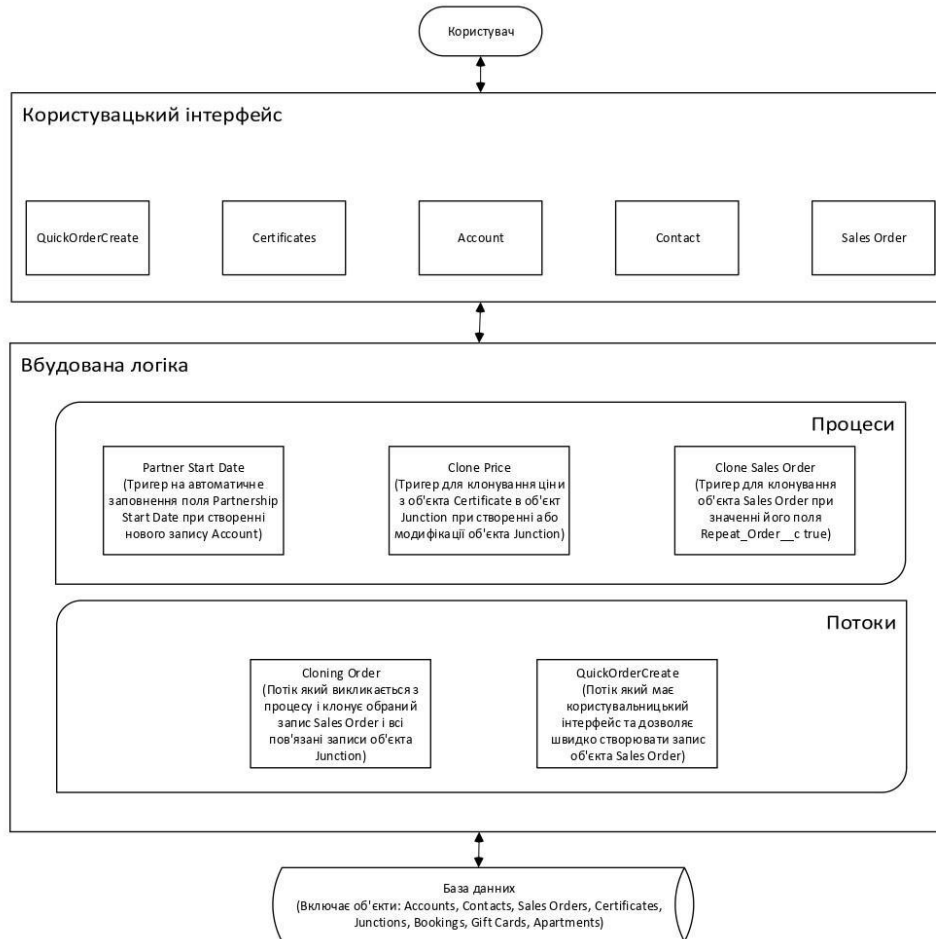 Користувач
Користувацький інтерфейс
QuickOrderCreate
Certificates
Account
Contact
Sales Order
Вбудована логіка
Процеси
Partner Start Date
(Тригер на автоматичне
заповнення поля Partnership
Start Date при створенні
нового запису Account)
Clone Price
(Тригер для клонування ціни
з об'єкта Certificate в об'єкт
Junction при створенні або
модифікації об'єкта Junction)
Clone Sales Order
(Тригер для клонування
об'єкта Sales Order при
значенні його поля
Repeat_Order__c true)
Потоки
Cloning Order
(Потік який викликається з
процесу і клонує обраний
запис Sales Order і всі
пов'язані записи об'єкта
Junction)
QuickOrderCreate
(Потік який має
користувальницький
інтерфейс та дозволяє
швидко створювати запис
об'єкта Sales Order)
База данних
(Включає об'єкти: Accounts, Contacts, Sales Orders, Certificates,
Junctions, Bookings, Gift Cards, Apartments)